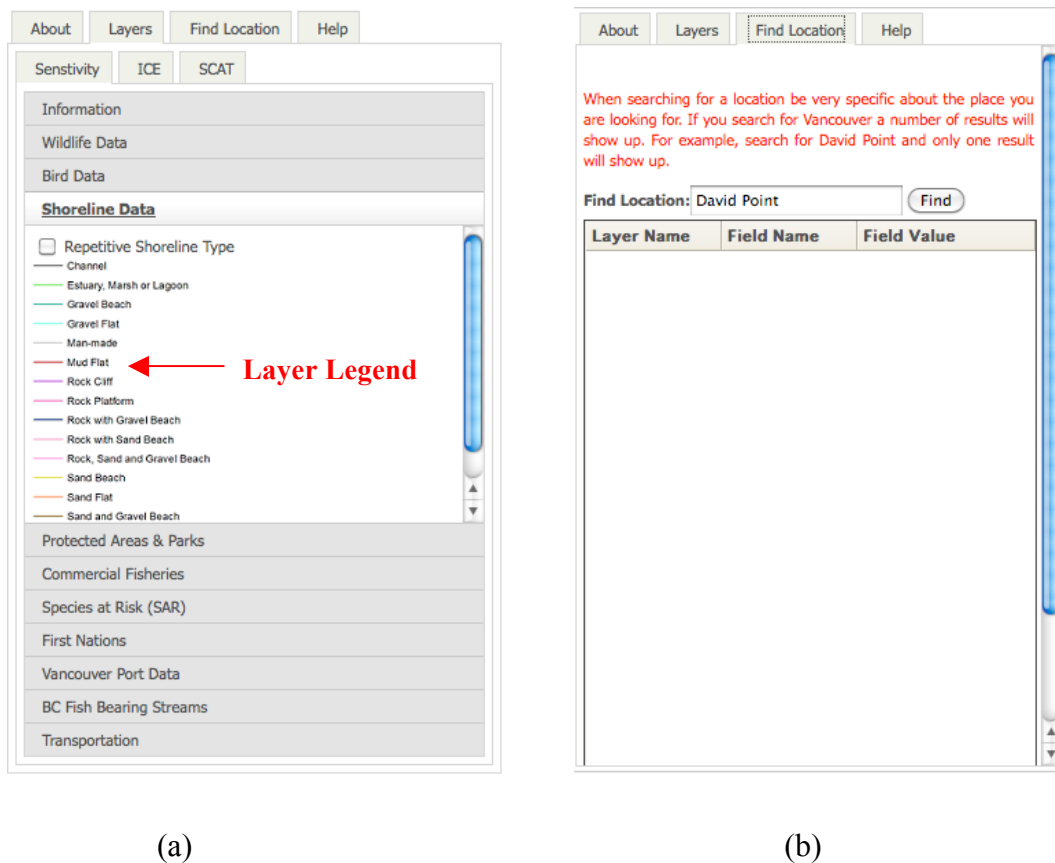 About Layers Find Location Help
Senstivity ICE SCAT
Information
Wildlife Data
Bird Data
Shoreline Data
Repetitive Shoreline Type
Channel
Estuary, Marsh or Lagoon
Gravel Beach
Gravel Flat
Man-made
Mud Flat
Layer Legend
Rock Cliff
Rock Platform
Rock with Gravel Beach
Rock with Sand Beach
Rock, Sand and Gravel Beach
Sand Beach
Sand Flat
Sand and Gravel Beach
Protected Areas & Parks
Commercial Fisheries
Species at Risk (SAR)
First Nations
Vancouver Port Data
BC Fish Bearing Streams
Transportation
(a)
About Layers Find Location Help
When searching for a location be very specific about the place you
are looking for. If you search for Vancouver a number of results will
show up. For example, search for David Point and only one result
will show up.
Find Location: David Point Find
Layer Name Field Name Field Value
(b)